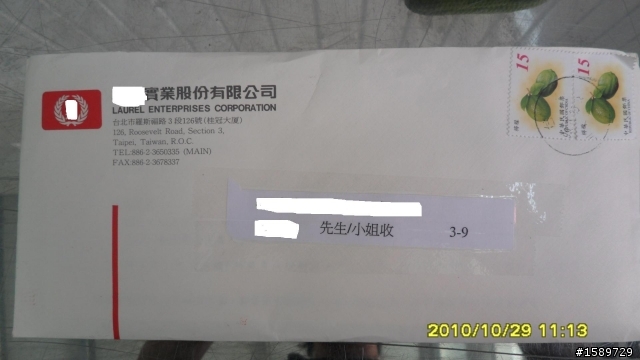 實業股份有限公司
LAUREL ENTERPRISES CORPORATION
台北市羅斯福路3段126號(桂冠大廈)
126, Roosevelt Road, Section 3,
Taipei, Taiwan, R.O.C.
TEL:886-2-3650335 (MAIN)
FAX:886-2-3678337
15
15
先生/小姐收 3-9
2010/10/29 11:13
#1589729